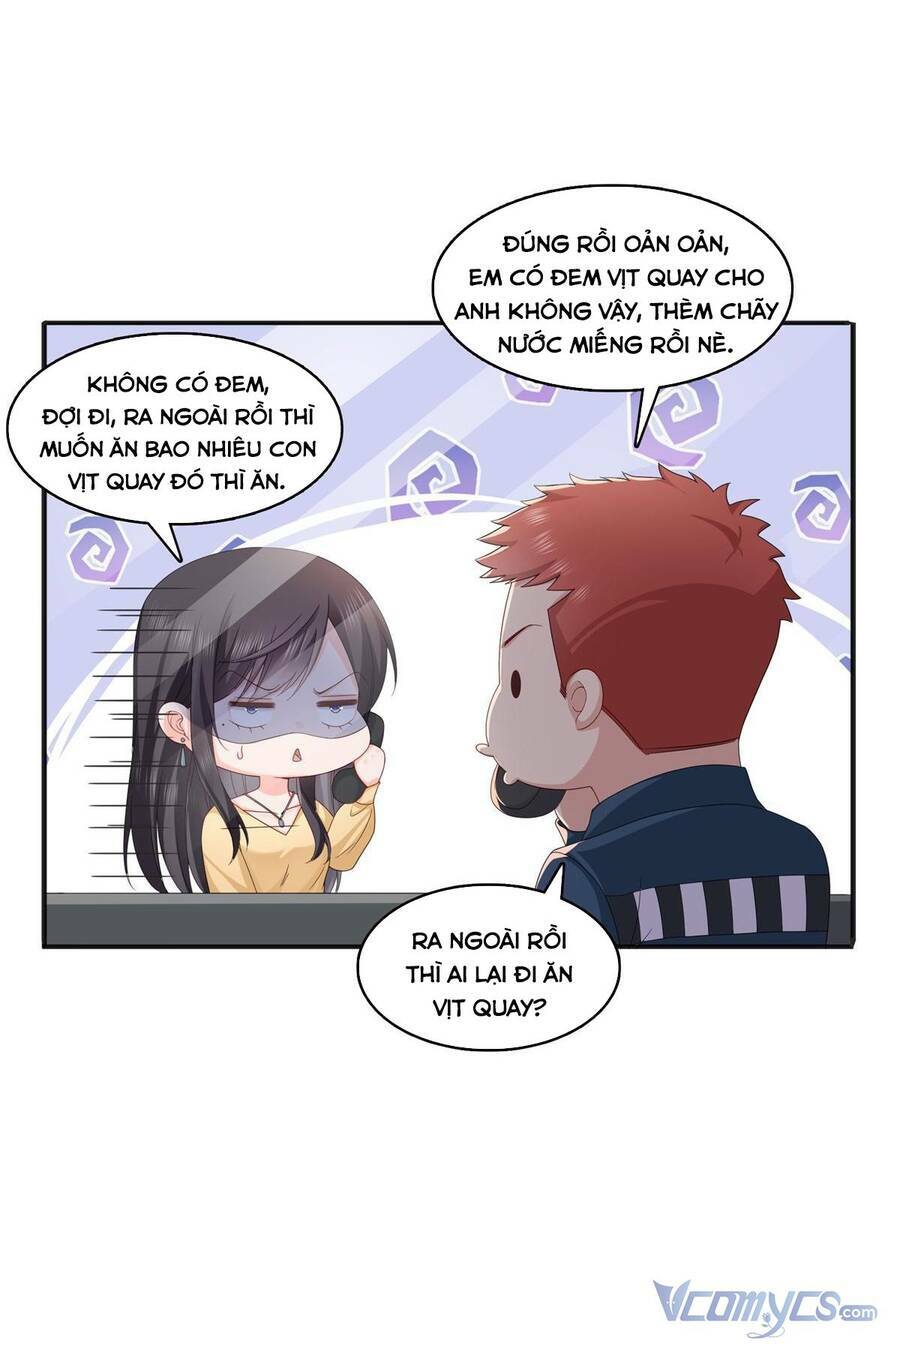 ĐÚNG RỒI OẢN OẢN,
EM CÓ ĐEM VỊT QUAY CHO
ANH KHÔNG VẬY, THÈM CHÃY
NƯỚC MIẾNG RỒI NÈ.
KHÔNG CÓ ĐEM,
ĐỢI ĐI, RA NGOÀI RỒI THÌ
MUỐN ĂN BAO NHIÊU CON
VỊT QUAY ĐÓ THÌ ĂN.
RA NGOÀI RỒI
THÌ AI LẠI ĐI ĂN
VỊT QUAY?
VCOMYCS.com